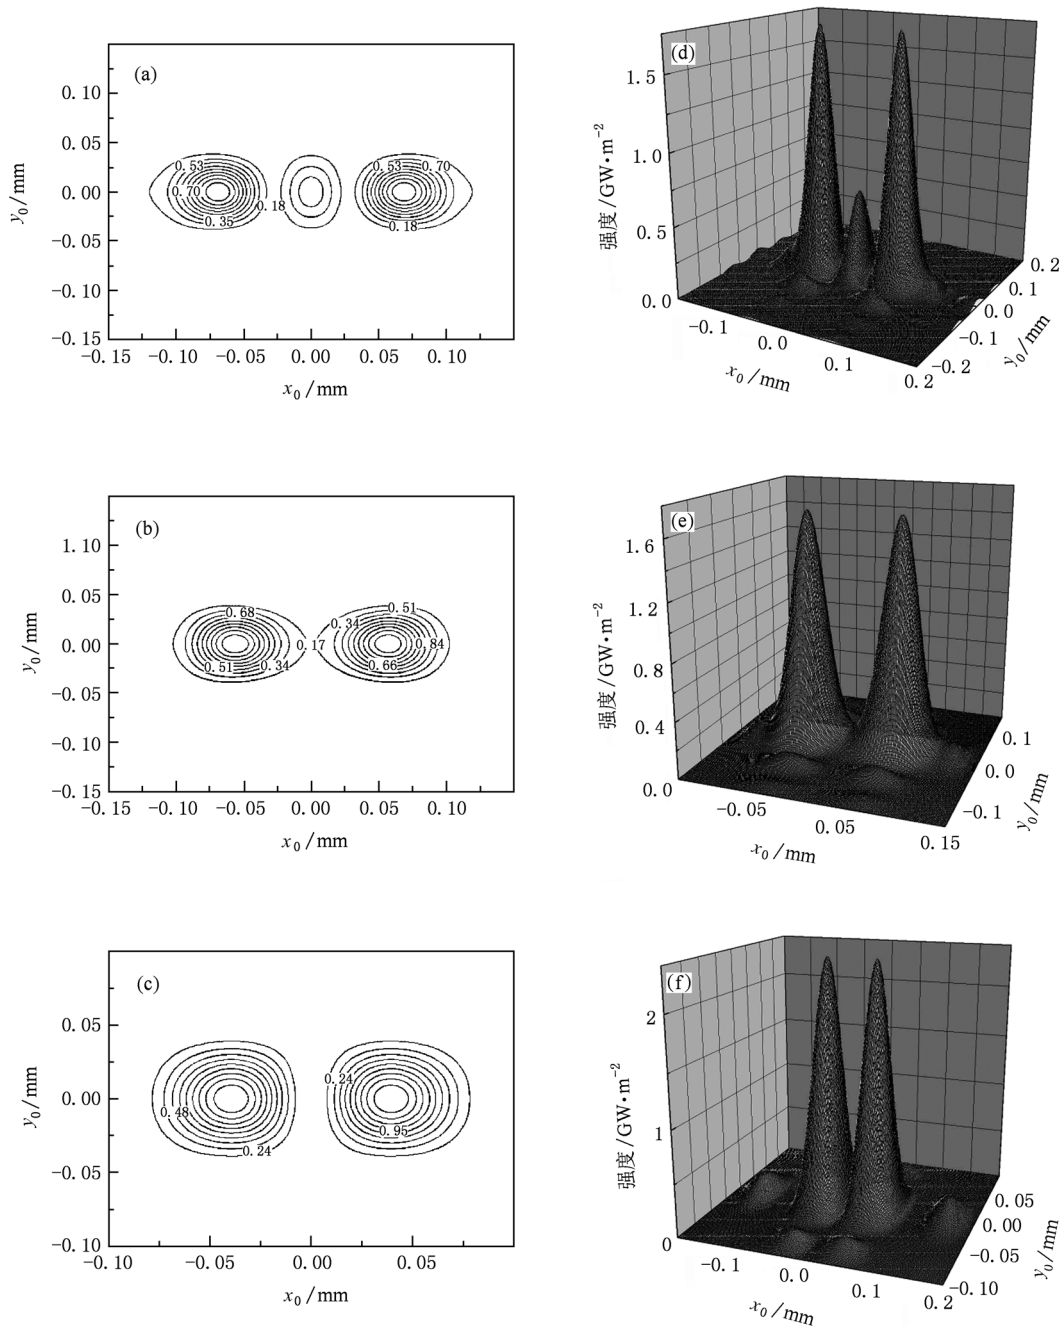 (a)
0.10
0.05
0.00
−0.05
−0.10
−0.15
y0/mm
0.53
0.70
0.35
0.18
0.53
0.70
0.18
−0.15 −0.10 −0.05 0.00 0.05 0.10
x0/mm
(d)
1.5
1.0
0.5
0.0
强度/GW•m−2
−0.1
0.0
0.1
0.2
x0/mm
0.2
0.1
0.0
−0.1
−0.2
y0/mm
(b)
1.10
0.05
0.00
−0.05
−0.10
−0.15
y0/mm
0.68
0.51
0.34
0.17
0.34
0.51
0.84
0.66
−0.15 −0.10 −0.05 0.00 0.05 0.10
x0/mm
(e)
1.6
1.2
0.8
0.4
0.0
强度/GW•m−2
−0.05
0.05
0.15
x0/mm
0.1
0.0
−0.1
y0/mm
(c)
0.05
0.00
−0.05
−0.10
y0/mm
0.48
0.24
0.24
0.95
−0.10 −0.05 0.00 0.05
x0/mm
(f)
2
1
0
强度/GW•m−2
−0.1
0.0
0.1
0.2
x0/mm
0.05
0.00
−0.05
−0.10
y0/mm